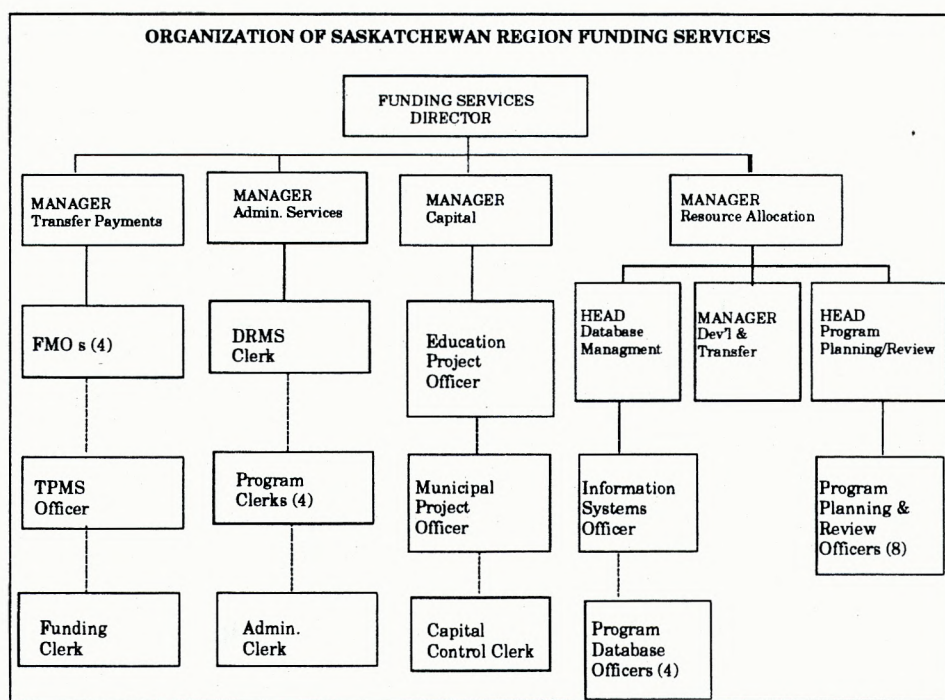 ORGANIZATION OF SASKATCHEWAN REGION FUNDING SERVICES
FUNDING SERVICES
DIRECTOR
MANAGER
Transfer Payments
MANAGER
Admin. Services
MANAGER
Capital
MANAGER
Resource Allocation
FMO s (4)
DRMS
Clerk
Education
Project
Officer
HEAD
Database
Managment
MANAGER
Dev'l &
Transfer
HEAD
Program
Planning/Review
TPMS
Officer
Program
Clerks (4)
Municipal
Project
Officer
Information
Systems
Officer
Program
Planning &
Review
Officers (8)
Funding
Clerk
Admin.
Clerk
Capital
Control Clerk
Program
Database
Officers (4)